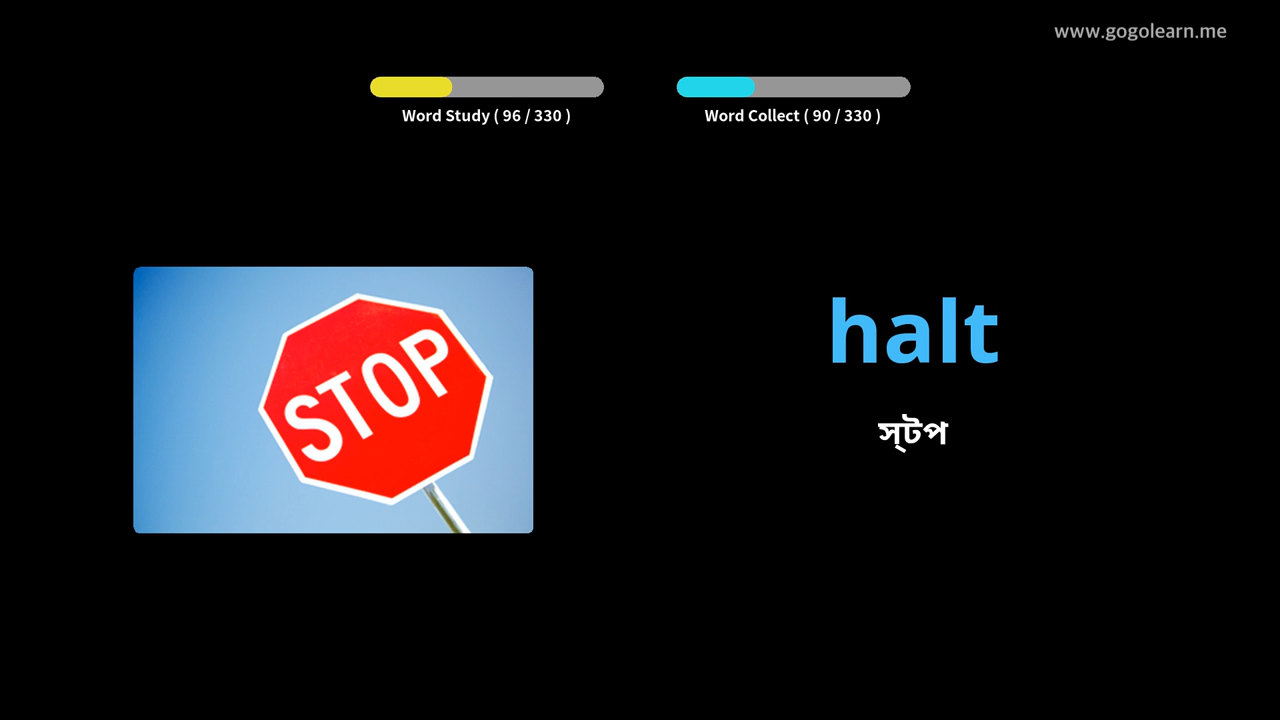 www.gogolearn.me
Word Study ( 96 / 330 )
Word Collect ( 90 / 330 )
STOP
halt
স্টপ